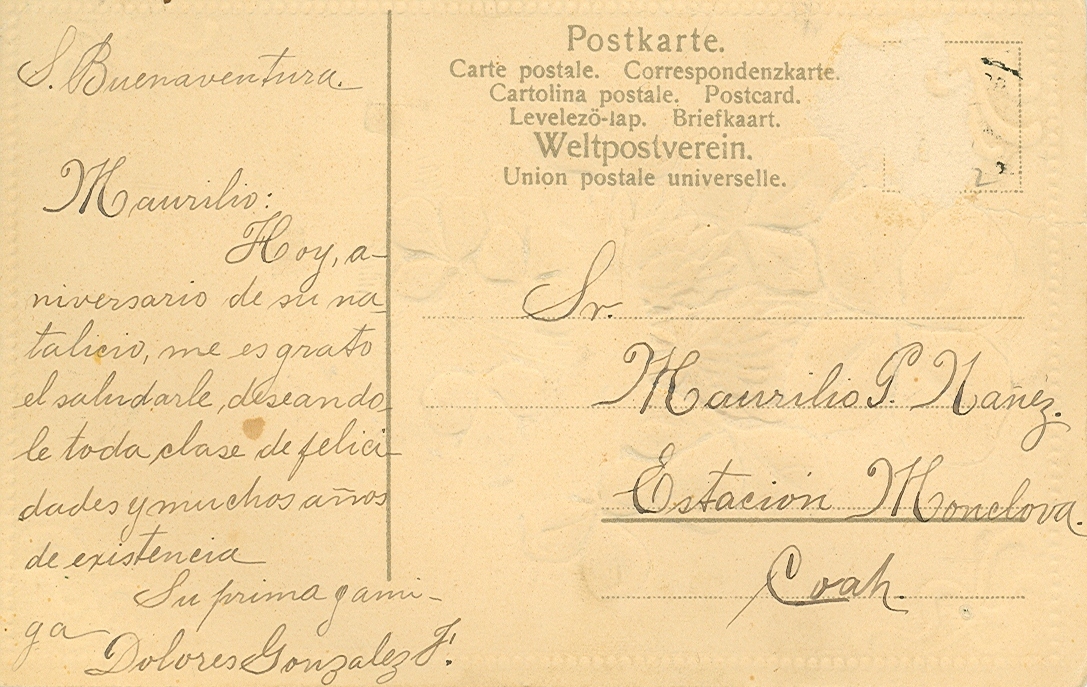 S. Buenaventura.
Maurilio:
Hoy, a-
niversario de su na-
talicio, me es grato
el saludarle, deseando-
le toda clase de felici-
dades y muchos años
de existencia
Su prima y ami-
ga
Dolores Gonzalez F.
Postkarte.
Carte postale. Correspondenzkarte.
Cartolina postale. Postcard.
Levelezö-lap. Briefkaart.
Weltpostverein.
Union postale universelle.
2
Sr.
Maurilio P. Nañez.
Estación Monclova.
Coah.